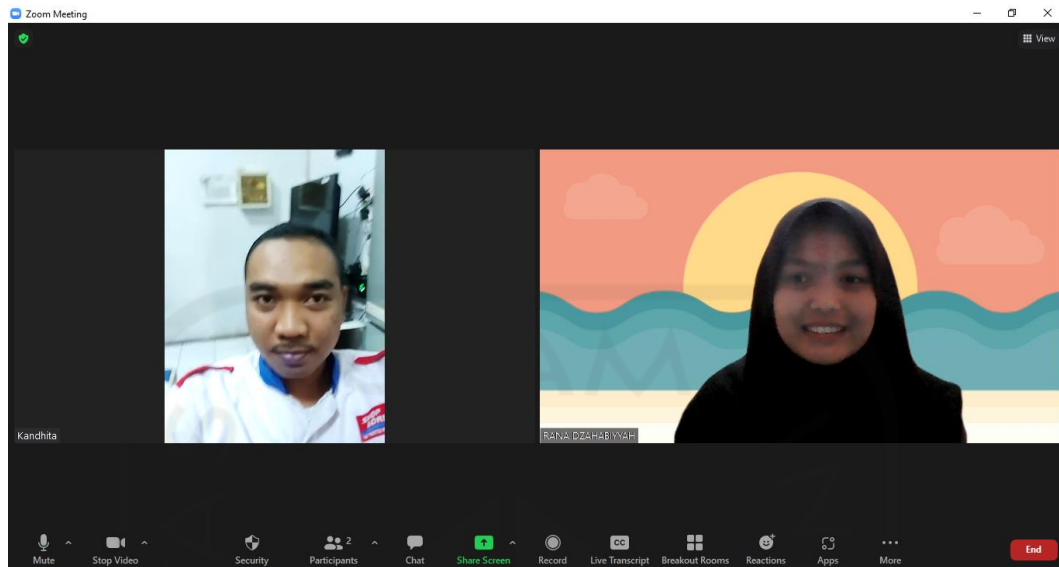 Zoom Meeting
View
Kandhita
RANA DZAHABIYYAH
Mute
Stop Video
Security
Participants
2
Chat
Share Screen
Record
CC
Live Transcript
Breakout Rooms
Reactions
Apps
More
End